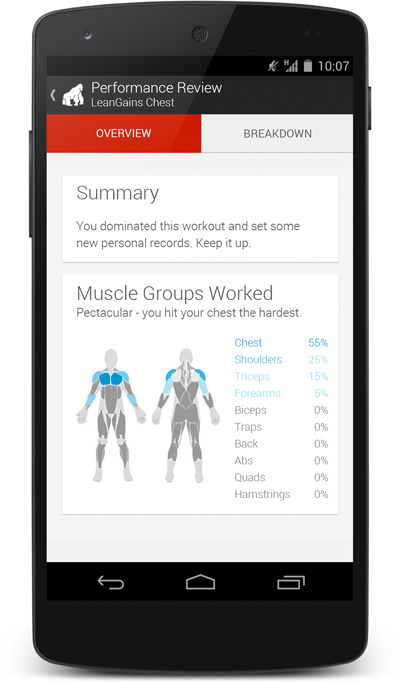 H
10:07
Performance Review
LeanGains Chest
OVERVIEW
BREAKDOWN
Summary
You dominated this workout and set some
new personal records. Keep it up.
Muscle Groups Worked
Pectacular - you hit your chest the hardest.
Chest 55%
Shoulders 25%
Triceps 15%
Forearms 5%
Biceps 0%
Traps 0%
Back 0%
Abs 0%
Quads 0%
Hamstrings 0%